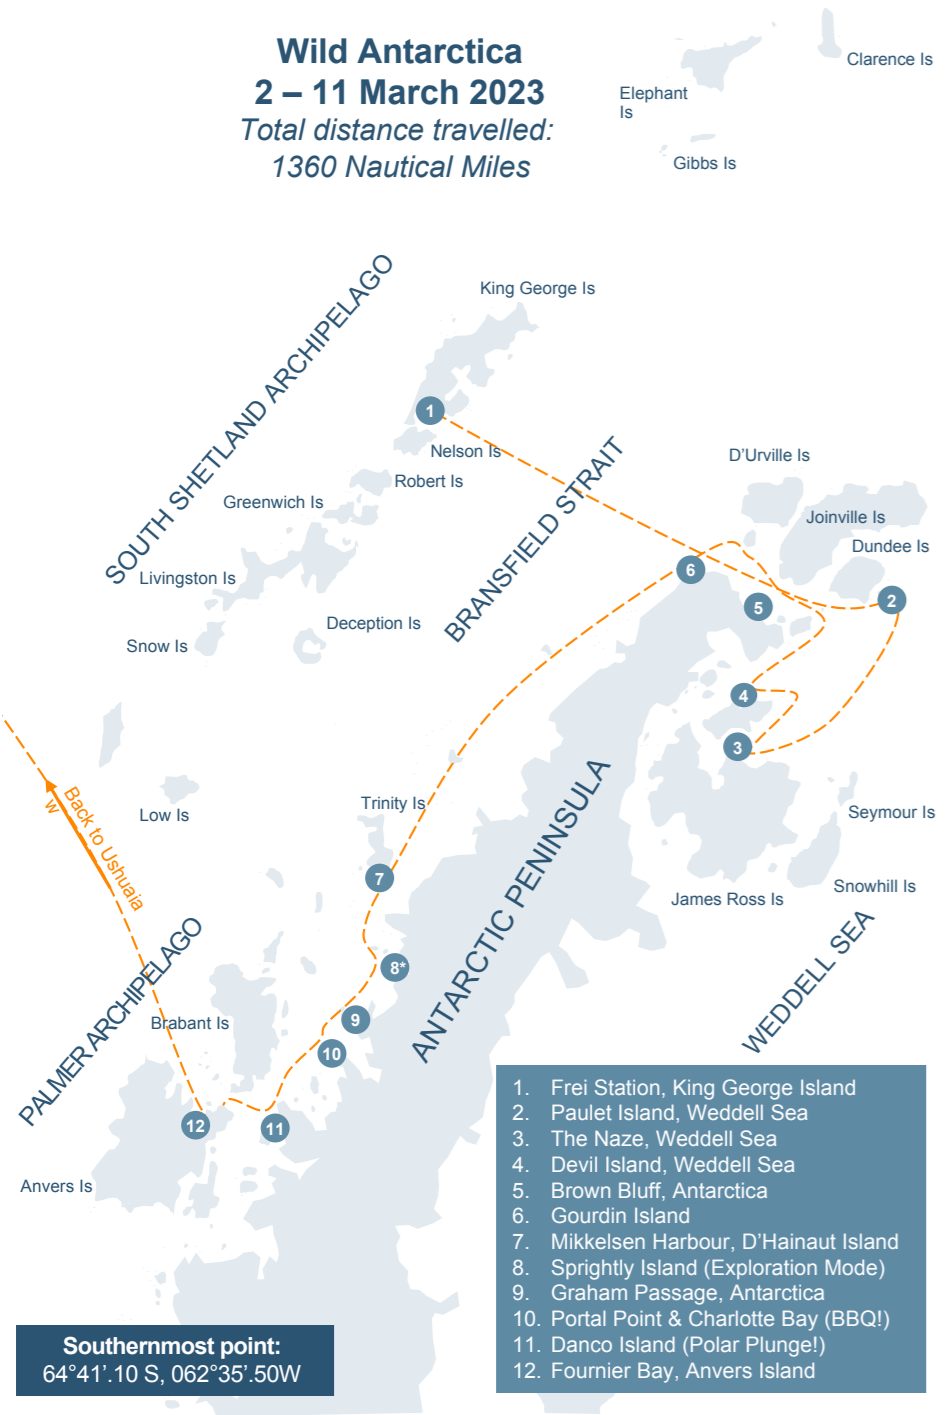 Wild Antarctica
2 – 11 March 2023
Total distance travelled:
1360 Nautical Miles
Clarence Is
Elephant
Is
Gibbs Is
SOUTH SHETLAND ARCHIPELAGO
King George Is
1
Nelson Is
Robert Is
Greenwich Is
Livingston Is
Snow Is
Deception Is
BRANSFIELD STRAIT
D'Urville Is
Joinville Is
Dundee Is
6
5
2
4
3
Back to Ushuaia
W
Low Is
Trinity Is
7
ANTARCTIC PENINSULA
Seymour Is
Snowhill Is
James Ross Is
WEDDELL SEA
PALMER ARCHIPELAGO
8*
9
10
Brabant Is
12
11
Anvers Is
1. Frei Station, King George Island
2. Paulet Island, Weddell Sea
3. The Naze, Weddell Sea
4. Devil Island, Weddell Sea
5. Brown Bluff, Antarctica
6. Gourdin Island
7. Mikkelsen Harbour, D'Hainaut Island
8. Sprightly Island (Exploration Mode)
9. Graham Passage, Antarctica
10. Portal Point & Charlotte Bay (BBQ!)
11. Danco Island (Polar Plunge!)
12. Fournier Bay, Anvers Island
Southernmost point:
64°41'.10 S, 062°35'.50W